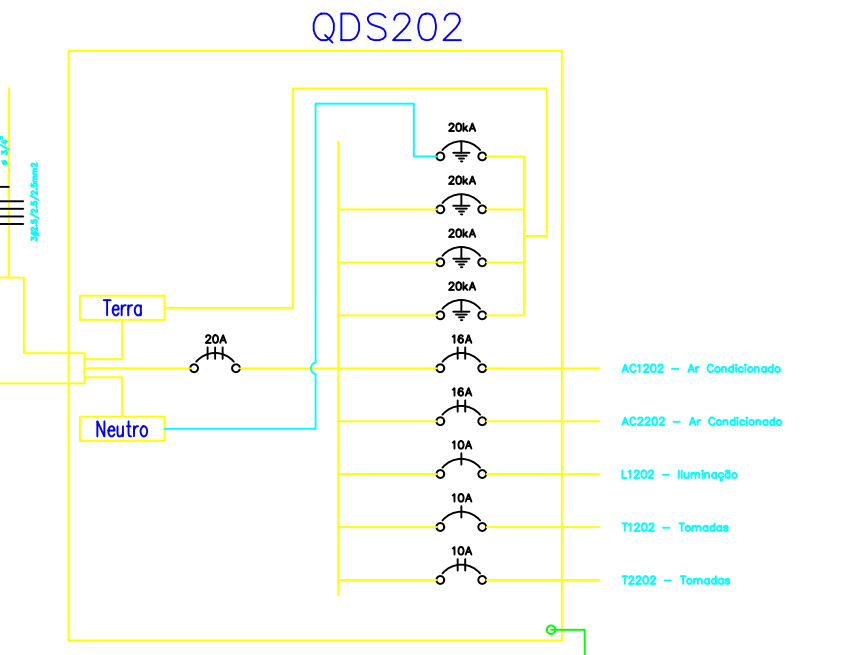 QDS202
20kA
ø 3/4"
3#2.5/2.5/2.5mm2
20kA
20kA
20kA
Terra
20A
16A
AC1202 - Ar Condicionado
16A
AC2202 - Ar Condicionado
Neutro
10A
L1202 - Iluminação
10A
T1202 - Tomadas
10A
T2202 - Tomadas